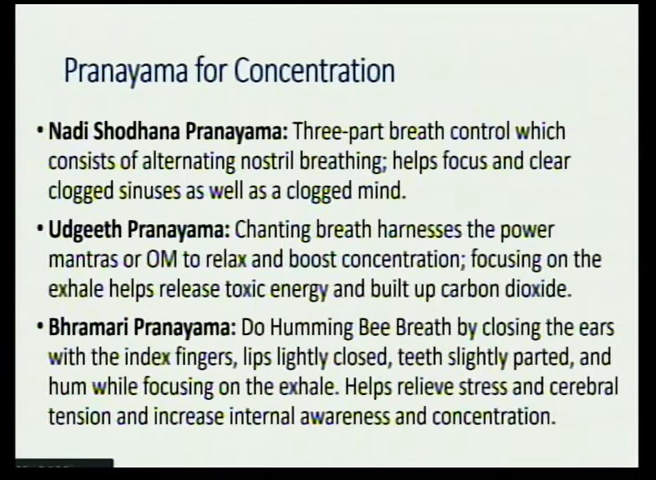 Pranayama for Concentration
• Nadi Shodhana Pranayama: Three-part breath control which
consists of alternating nostril breathing; helps focus and clear
clogged sinuses as well as a clogged mind.
• Udgeeth Pranayama: Chanting breath harnesses the power
mantras or OM to relax and boost concentration; focusing on the
exhale helps release toxic energy and built up carbon dioxide.
• Bhramari Pranayama: Do Humming Bee Breath by closing the ears
with the index fingers, lips lightly closed, teeth slightly parted, and
hum while focusing on the exhale. Helps relieve stress and cerebral
tension and increase internal awareness and concentration.